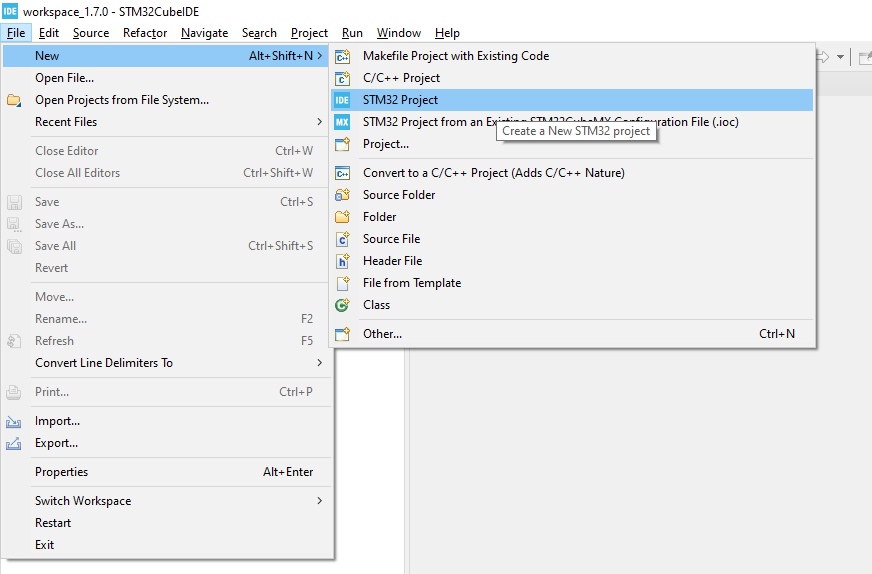 IDE workspace_1.7.0 - STM32CubeIDE
File Edit Source Refactor Navigate Search Project Run Window Help
New Alt+Shift+N
Open File...
Open Projects from File System...
Recent Files
Close Editor Ctrl+W
Close All Editors Ctrl+Shift+W
Save Ctrl+S
Save As...
Save All Ctrl+Shift+S
Revert
Move...
Rename... F2
Refresh F5
Convert Line Delimiters To
Print... Ctrl+P
Import...
Export...
Properties Alt+Enter
Switch Workspace
Restart
Exit
Makefile Project with Existing Code
C/C++ Project
IDE STM32 Project
MX STM32 Project from an Existing STM32CubeMX Configuration File (.ioc)
Create a New STM32 project
Project...
Convert to a C/C++ Project (Adds C/C++ Nature)
Source Folder
Folder
Source File
Header File
File from Template
Class
Other... Ctrl+N